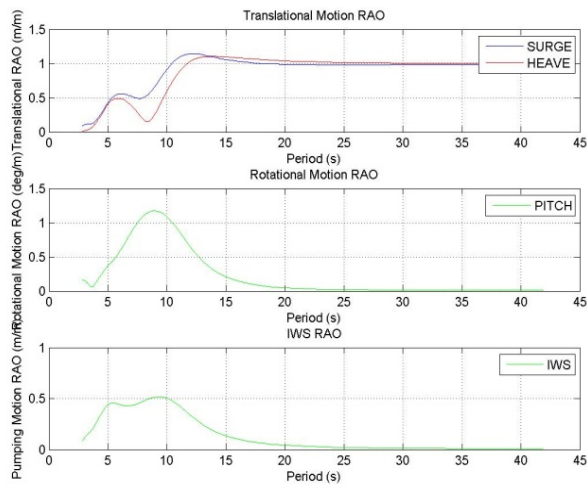 Translational Motion RAO
Translational RAO (m/m)
1.5
1
0.5
0
SURGE
HEAVE
0 5 10 15 20 25 30 35 40 45
Period (s)
Rotational Motion RAO
Rotational Motion RAO (deg/m)
1.5
1
0.5
0
PITCH
0 5 10 15 20 25 30 35 40 45
Period (s)
IWS RAO
Pumping Motion RAO (m/m)
1
0.5
0
IWS
0 5 10 15 20 25 30 35 40 45
Period (s)